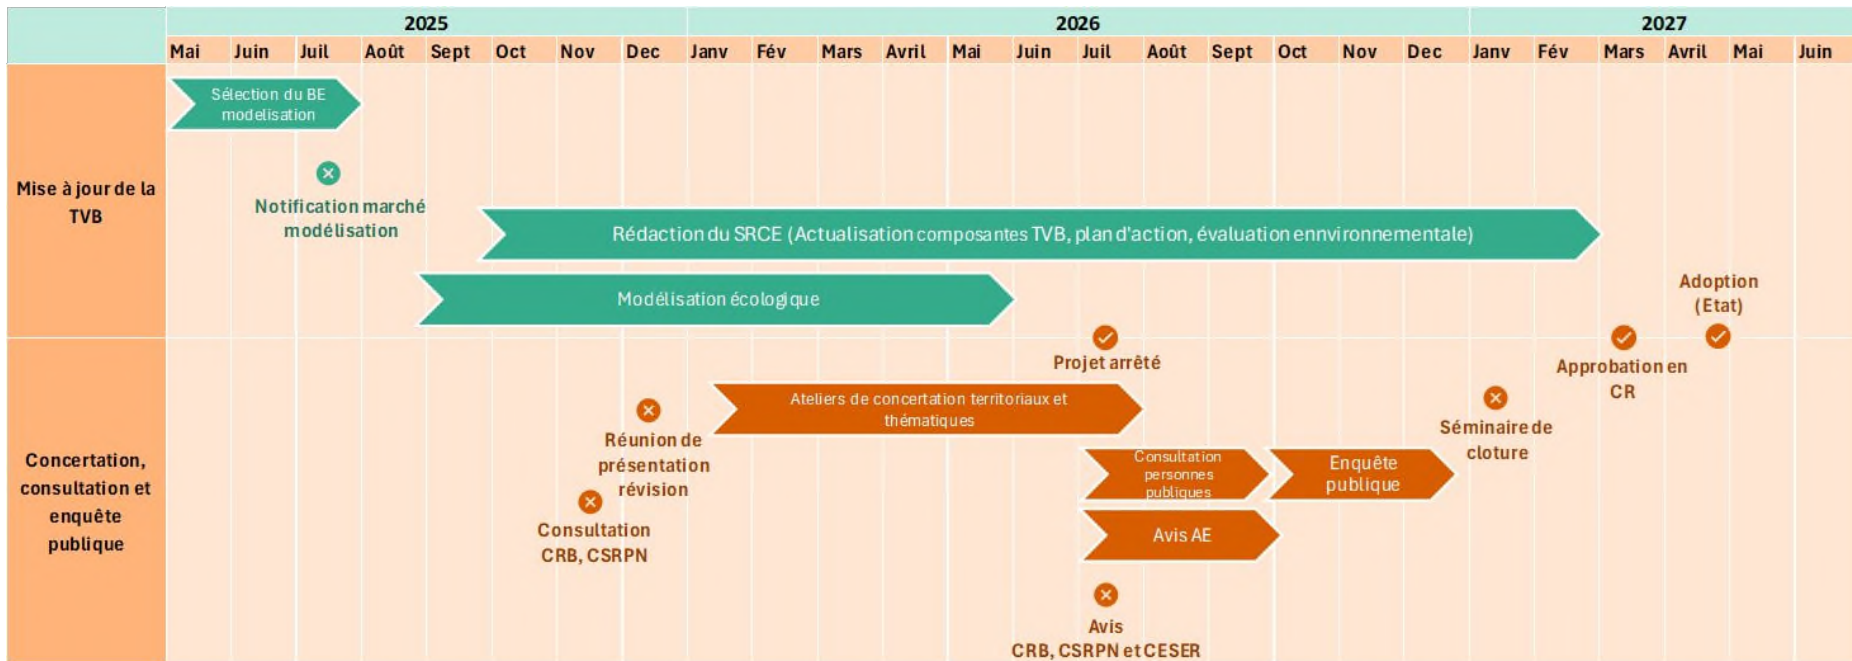 2025 2026 2027
Mai Juin Juil Août Sept Oct Nov Dec Janv Fév Mars Avril Mai Juin Juil Août Sept Oct Nov Dec Janv Fév Mars Avril Mai Juin
Mise à jour de la
TVB
Sélection du BE
modelisation
Notification marché
modélisation
Rédaction du SRCE (Actualisation composantes TVB, plan d'action, évaluation ennvironnementale)
Modélisation écologique
Adoption
(Etat)
Projet arrêté
Approbation en
CR
Concertation,
consultation et
enquête
publique
Ateliers de concertation territoriaux et
thématiques
Réunion de
présentation
révision
Séminaire de
cloture
Consultation
personnes
publiques
Enquête
publique
Consultation
CRB, CSRPN
Avis AE
Avis
CRB, CSRPN et CESER